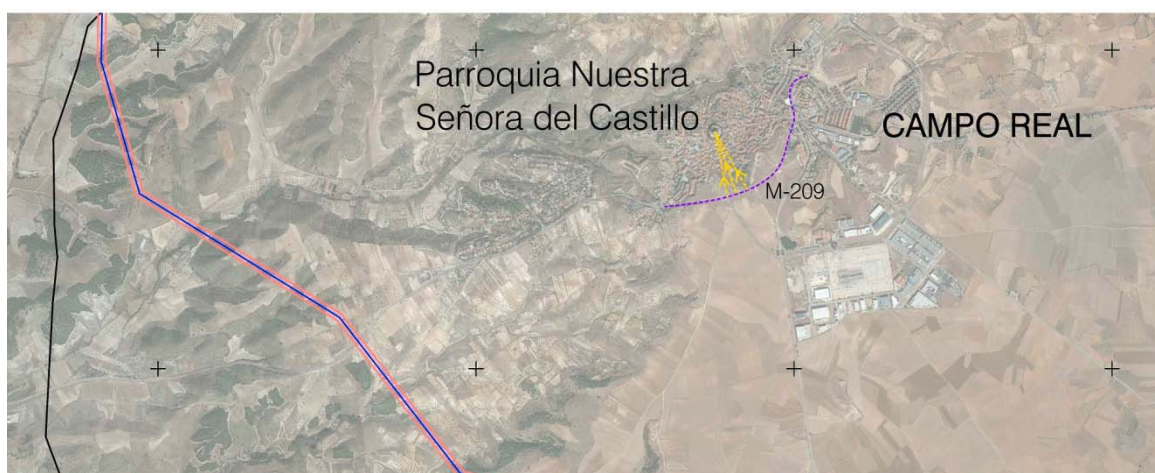 Parroquia Nuestra
Señora del Castillo
CAMPO REAL
M-209